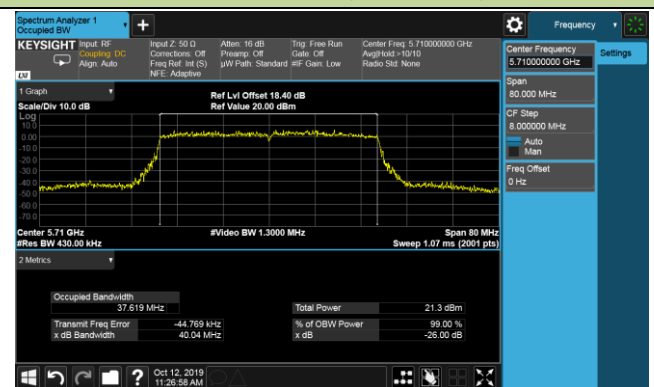 Spectrum Analyzer 1
Occupied BW
Frequency
KEYSIGHT
Input: RF
Coupling: DC
Align: Auto
Input Z: 50 Ω
Corrections: Off
Freq Ref: Int (S)
NFE: Adaptive
Atten: 16 dB
Preamp: Off
µW Path: Standard
Trig: Free Run
Gate: Off
#IF Gain: Low
Center Freq: 5.710000000 GHz
Avg|Hold:>10/10
Radio Std: None
LXI
Center Frequency
5.710000000 GHz
Settings
Span
80.000 MHz
CF Step
8.000000 MHz
Auto
Man
Freq Offset
0 Hz
1 Graph
Scale/Div 10.0 dB
Ref Lvl Offset 18.40 dB
Ref Value 20.00 dBm
Log
10.0
0.00
-10.0
-20.0
-30.0
-40.0
-50.0
-60.0
-70.0
Center 5.71 GHz
#Res BW 430.00 kHz
#Video BW 1.3000 MHz
Span 80 MHz
Sweep 1.07 ms (2001 pts)
2 Metrics
Occupied Bandwidth
37.619 MHz
Total Power 21.3 dBm
Transmit Freq Error -44.769 kHz
% of OBW Power 99.00 %
x dB Bandwidth 40.04 MHz
x dB -26.00 dB
?
Oct 12, 2019
11:26:58 AM